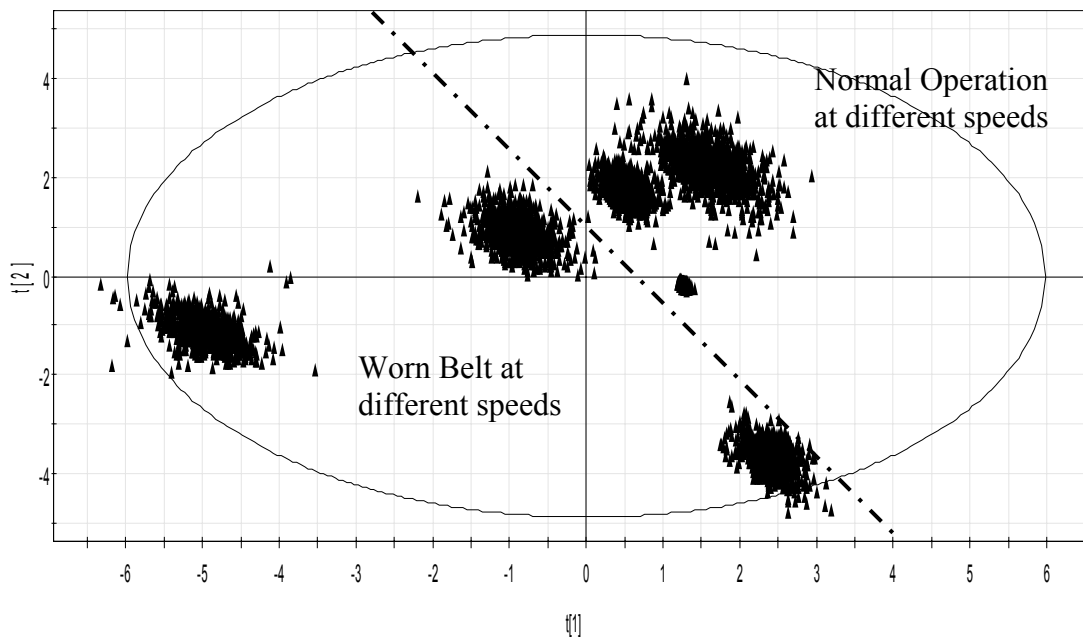 4
2
0
-2
-4
t[2]
Normal Operation
at different speeds
Worn Belt at
different speeds
-6 -5 -4 -3 -2 -1 0 1 2 3 4 5 6
t[1]